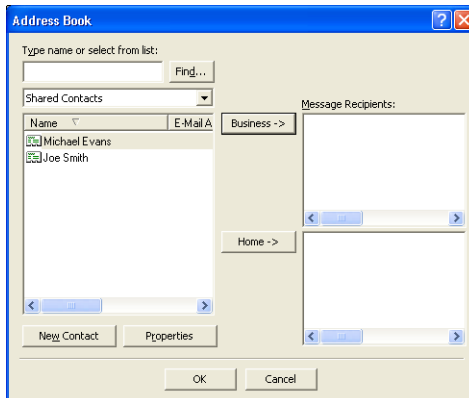 Address Book
Type name or select from list:
Find...
Shared Contacts
Message Recipients:
Name E-Mail A
Business ->
Michael Evans
Joe Smith
Home ->
New Contact Properties
OK Cancel